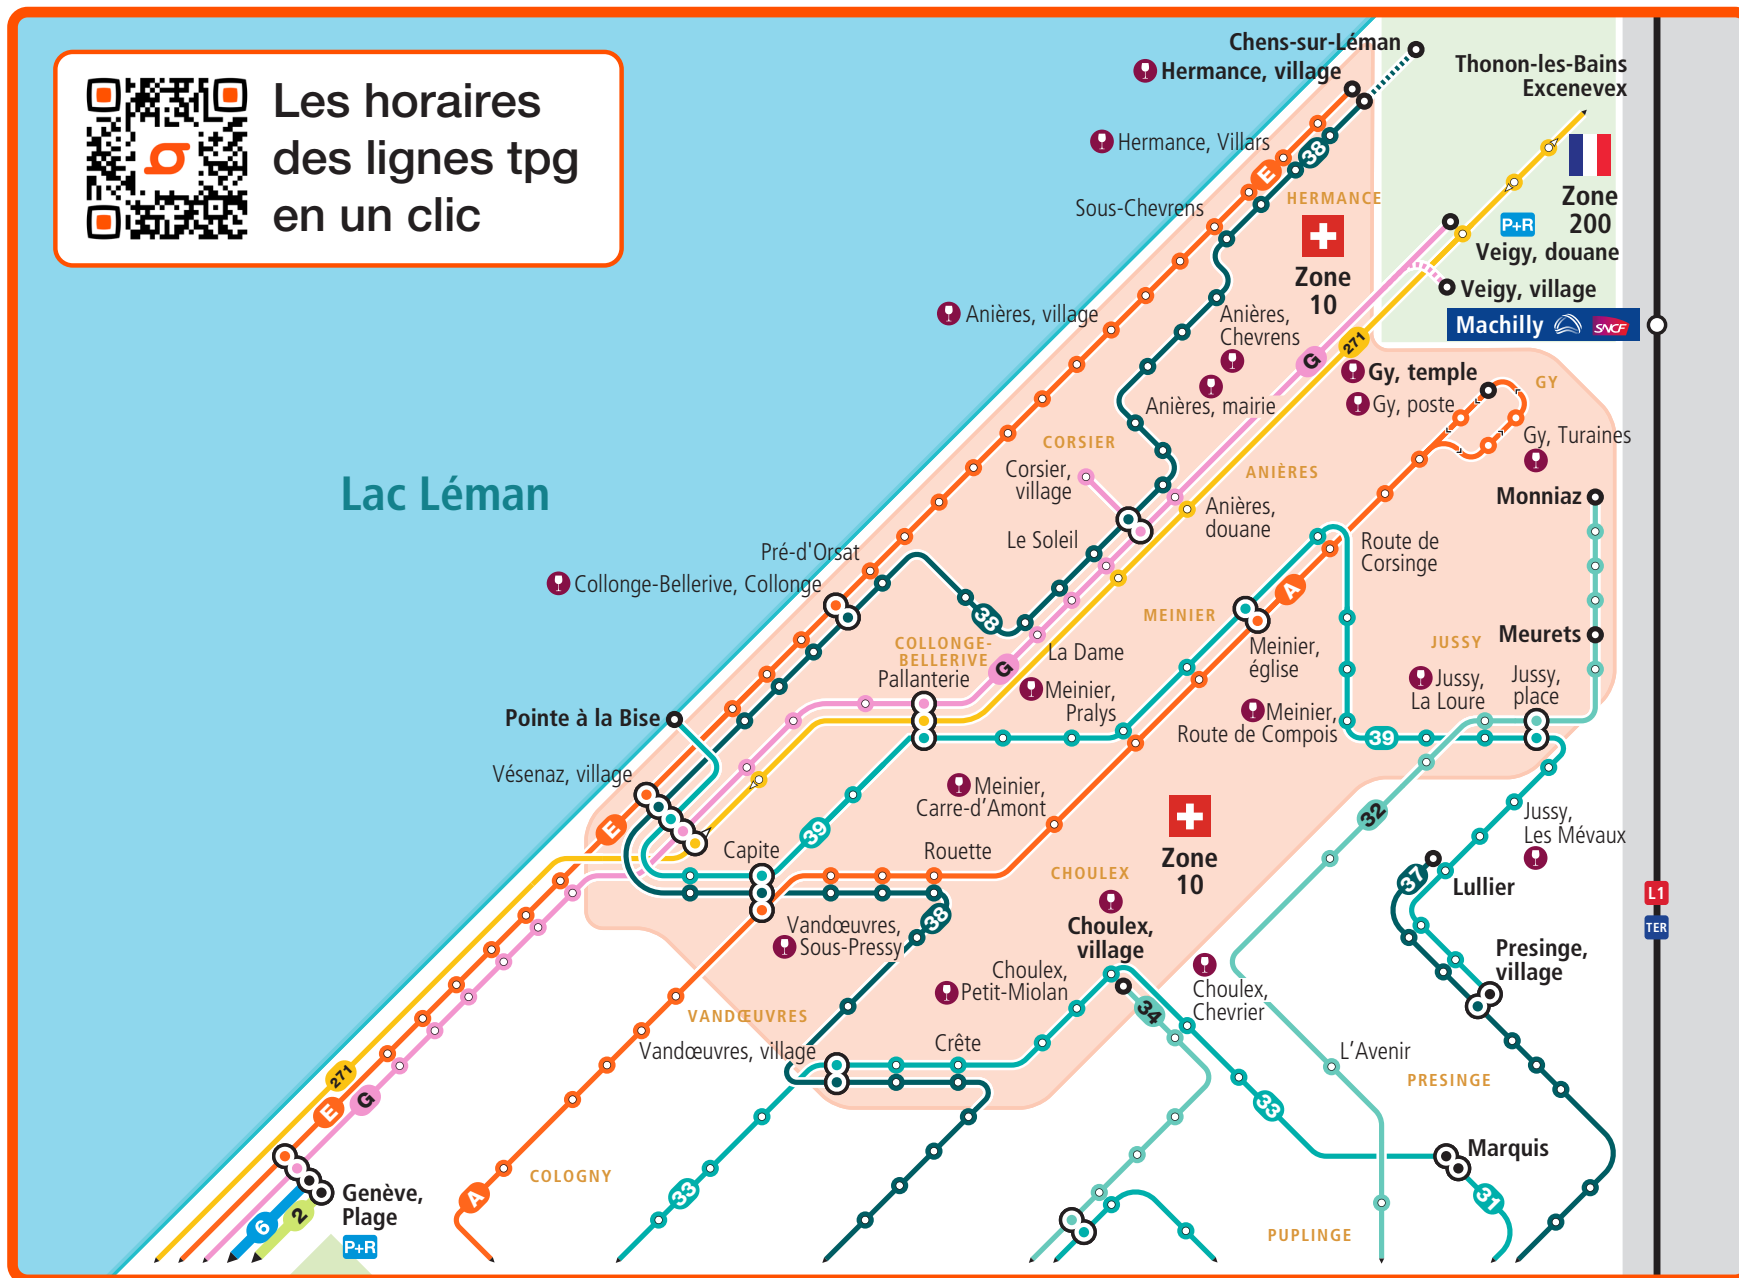 Les horaires
des lignes tpg
en un clic
Chens-sur-Léman
Hermance, village
Thonon-les-Bains
Excenevex
Hermance, Villars
38
E
HERMANCE
Sous-Chevrens
Zone
10
Zone
200
P+R
Veigy, douane
Veigy, village
Machilly
SNCF
Anières, village
Anières,
Chevrens
271
G
Gy, temple
GY
Anières, mairie
Gy, poste
Gy, Turaines
CORSIER
Corsier,
village
ANIÈRES
Lac Léman
Monniaz
Anières,
douane
Le Soleil
Route de
Corsinge
Pré-d'Orsat
Collonge-Bellerive, Collonge
A
38
MEINIER
COLLONGE-
BELLERIVE
La Dame
G
Meinier,
église
JUSSY
Meurets
Pallanterie
Meinier,
Pralys
Jussy,
La Loure
Jussy,
place
Pointe à la Bise
Meinier,
Route de Compois
39
Vésenaz, village
Meinier,
Carre-d'Amont
E
39
32
Jussy,
Les Mévaux
Capite
Rouette
Zone
10
CHOULEX
37
Lullier
L1
TER
Vandœuvres,
Sous-Pressy
38
Choulex,
village
Presinge,
village
Choulex,
Petit-Miolan
Choulex,
Chevrier
34
VANDŒUVRES
Vandœuvres, village
Crête
L'Avenir
PRESINGE
271
E
G
33
Marquis
COLOGNY
A
33
31
Genève,
Plage
P+R
6
2
PUPLINGE